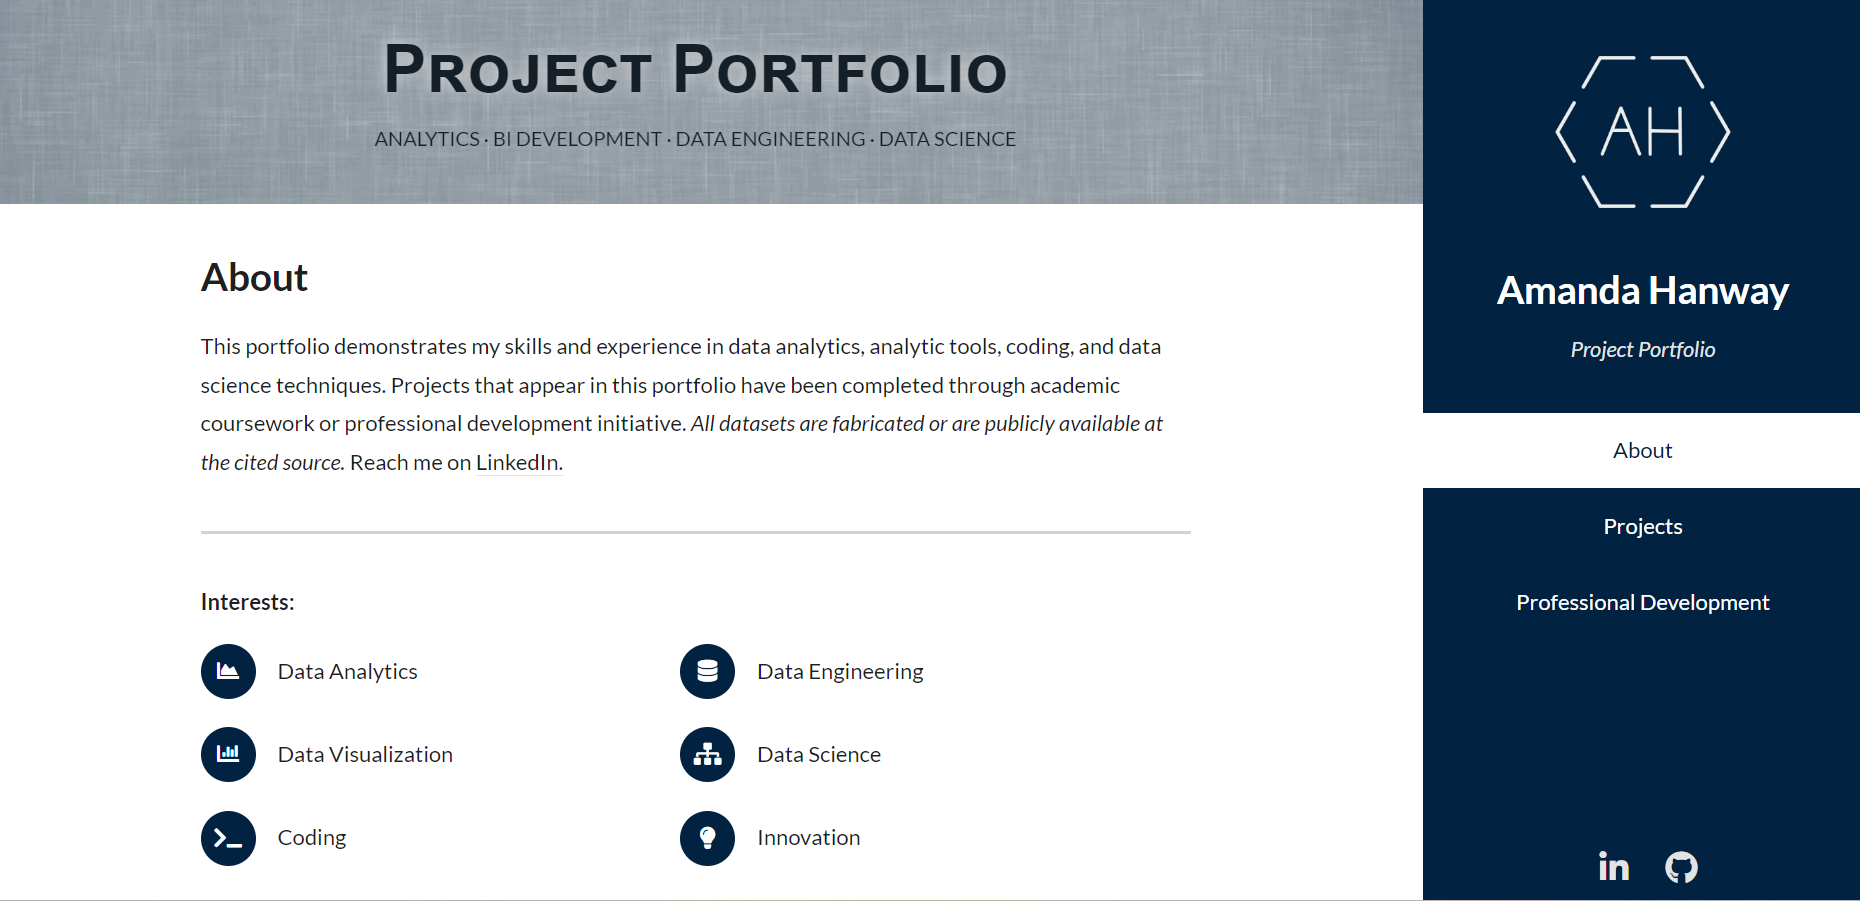 Project Portfolio
ANALYTICS · BI DEVELOPMENT · DATA ENGINEERING · DATA SCIENCE
About
This portfolio demonstrates my skills and experience in data analytics, analytic tools, coding, and data
science techniques. Projects that appear in this portfolio have been completed through academic
coursework or professional development initiative. All datasets are fabricated or are publicly available at
the cited source. Reach me on LinkedIn.
Interests:
Data Analytics
Data Engineering
Data Visualization
Data Science
Coding
Innovation
AH
Amanda Hanway
Project Portfolio
About
Projects
Professional Development
in